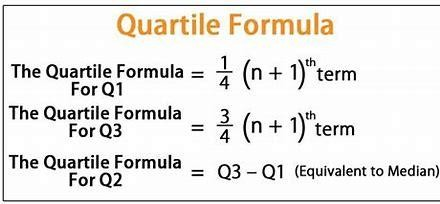 Quartile Formula
The Quartile Formula For Q1 = 1/4 (n + 1)^th term
The Quartile Formula For Q3 = 3/4 (n + 1)^th term
The Quartile Formula For Q2 = Q3 – Q1 (Equivalent to Median)